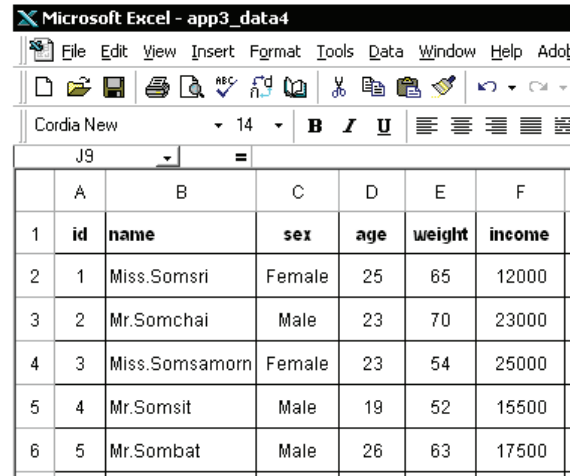 Microsoft Excel - app3_data4
File Edit View Insert Format Tools Data Window Help
ABC
Cordia New 14 B I U
J9 =
A B C D E F
1 id name sex age weight income
2 1 Miss.Somsri Female 25 65 12000
3 2 Mr.Somchai Male 23 70 23000
4 3 Miss.Somsamorn Female 23 54 25000
5 4 Mr.Somsit Male 19 52 15500
6 5 Mr.Sombat Male 26 63 17500